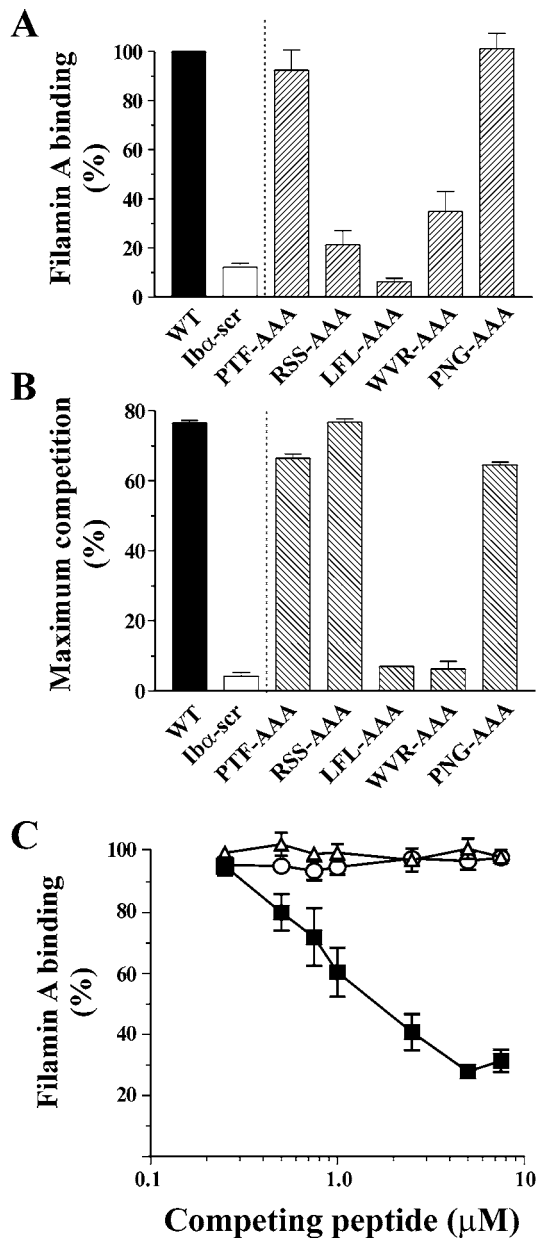 A
Filamin A binding
(%)
100
80
60
40
20
0
WT
Ibα-scr
PTF-AAA
RSS-AAA
LFL-AAA
WVR-AAA
PNG-AAA
B
Maximum competition
(%)
80
60
40
20
0
WT
Ibα-scr
PTF-AAA
RSS-AAA
LFL-AAA
WVR-AAA
PNG-AAA
C
Filamin A binding
(%)
100
80
60
40
20
0.1
1.0
10
Competing peptide (μM)